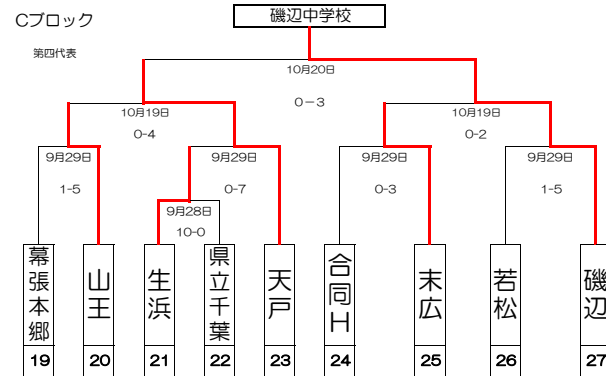 Cブロック
磯辺中学校
第四代表
10月20日
0-3
10月19日
10月19日
0-4
0-2
9月29日
9月29日
9月29日
9月29日
1-5
0-7
0-3
1-5
9月28日
10-0
幕張本郷
山王
生浜
県立千葉
天戸
合同H
末広
若松
磯辺
19
20
21
22
23
24
25
26
27